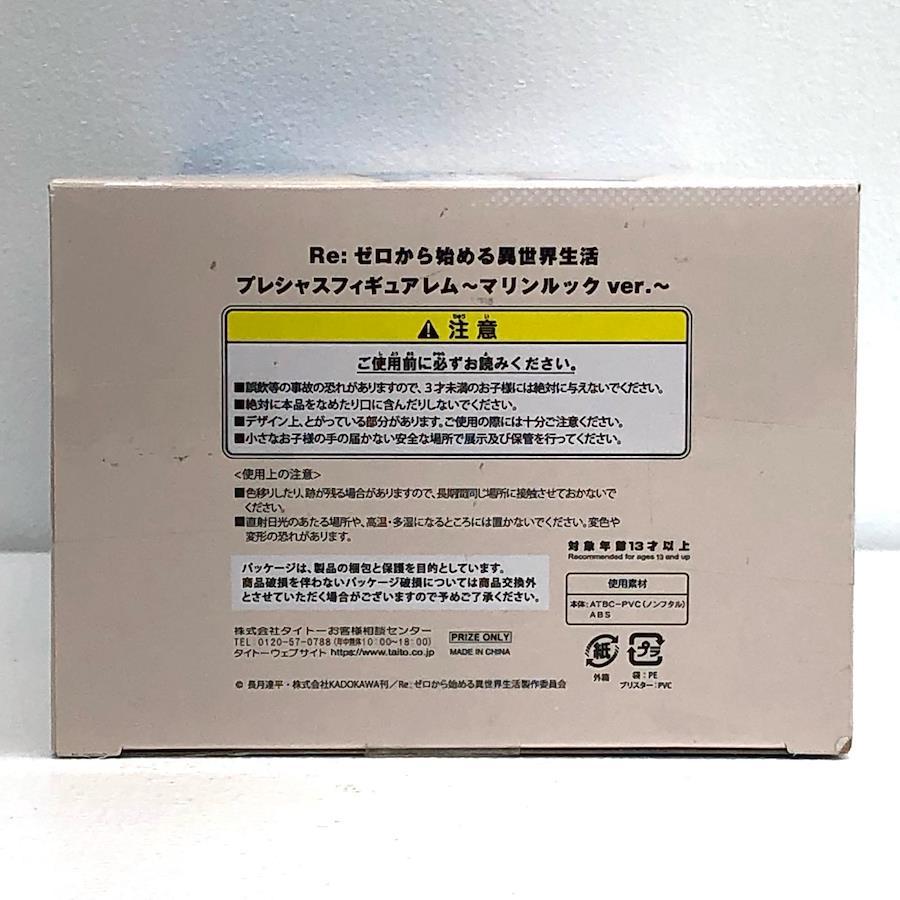 Re: ゼロから始める異世界生活
プレシャスフィギュアレム～マリンルック ver.～
ちゅう い
⚠注意
ご使用前に必ずお読みください。
■誤飲等の事故の恐れがありますので、3才未満のお子様には絶対に与えないでください。
■絶対に本品をなめたり口に含んだりしないでください。
■デザイン上、とがっている部分があります。ご使用の際には十分ご注意ください。
■小さなお子様の手の届かない安全な場所で展示及び保管を行ってください。
<使用上の注意>
■色移りしたり、跡が残る場合がありますので、長期間同じ場所に接触させておかないで
ください。
■直射日光のあたる場所や、高温・多湿になるところには置かないでください。変色や
変形の恐れがあります。
対象年齢13才以上
Recommended for ages 13 and up
パッケージは、製品の梱包と保護を目的としています。
商品破損を伴わないパッケージ破損については商品交換外
とさせていただく場合がございますので予めご了承ください。
使用素材
本体:ATBC-PVC(ノンフタル)
ABS
株式会社タイトーお客様相談センター
TEL 0120-57-0788 (年中無休10:00~18:00)
タイトーウェブサイト https://www.taito.co.jp
PRIZE ONLY
MADE IN CHINA
紙
外箱
プラ
袋:PE
ブリスター:PVC
© 長月達平・株式会社KADOKAWA刊/Re:ゼロから始める異世界生活製作委員会